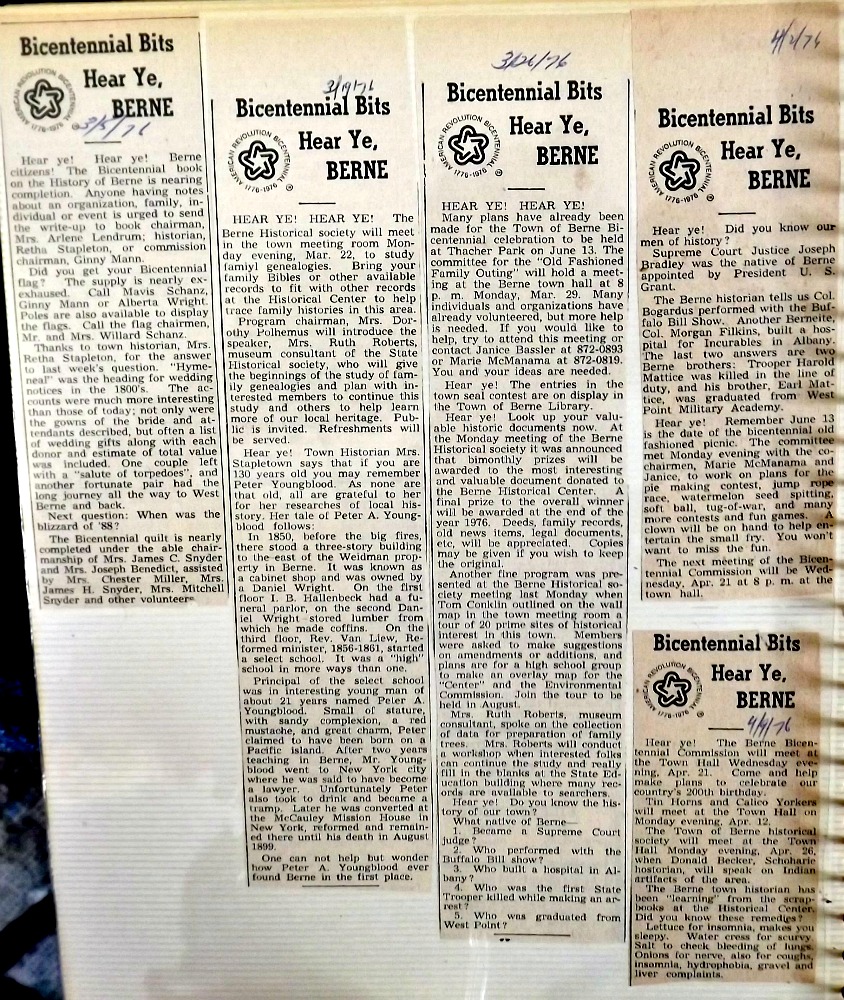 Bicentennial Bits
AMERICAN REVOLUTION BICENTENNIAL
1776-1976
Hear Ye,
BERNE
3/5/76
Hear ye! Hear ye! Berne
citizens! The Bicentennial book
on the History of Berne is nearing
completion. Anyone having notes
about an organization, family, in-
dividual or event is urged to send
the write-up to book chairman,
Mrs. Arlene Lendrum; historian,
Retha Stapleton, or commission
chairman, Ginny Mann.
Did you get your Bicentennial
flag? The supply is nearly ex-
exhaused. Call Mavis Schanz,
Ginny Mann or Alberta Wright.
Poles are also available to display
the flags. Call the flag chairmen,
Mr. and Mrs. Willard Schanz.
Thanks to town historian, Mrs.
Retha Stapleton, for the answer
to last week's question. "Hyme-
neal" was the heading for wedding
notices in the 1800's. The ac-
counts were much more interesting
than those of today; not only were
the gowns of the bride and at-
tendants described, but often a list
of wedding gifts along with each
donor and estimate of total value
was included. One couple left
with a "salute of torpedoes", and
another fortunate pair had the
long journey all the way to West
Berne and back.
Next question: When was the
blizzard of '88?
The Bicentennial quilt is nearly
completed under the able chair-
manship of Mrs. James C. Snyder
and Mrs. Joseph Benedict, assisted
by Mrs. Chester Miller, Mrs.
James H. Snyder, Mrs. Mitchell
Snyder and other volunteers.
3/19/76
Bicentennial Bits
AMERICAN REVOLUTION BICENTENNIAL
1776-1976
Hear Ye,
BERNE
HEAR YE! HEAR YE! The
Berne Historical society will meet
in the town meeting room Mon-
day evening, Mar. 22, to study
famiyl genealogies. Bring your
family Bibles or other available
records to fit with other records
at the Historical Center to help
trace family histories in this area.
Program chairman, Mrs. Dor-
othy Polhemus will introduce the
speaker, Mrs. Ruth Roberts,
museum consultant of the State
Historical society, who will give
the beginnings of the study of fam-
ily genealogies and plan with in-
terested members to continue this
study and others to help learn
more of our local heritage. Pub-
lic is invited. Refreshments will
be served.
Hear ye! Town Historian Mrs.
Stapletown says that if you are
130 years old you may remember
Peter Youngblood. As none are
that old, all are grateful to her
for her researches of local his-
tory. Her tale of Peter A. Young-
blood follows:
In 1850, before the big fires,
there stood a three-story building
to the east of the Weidman prop-
erty in Berne. It was known as
a cabinet shop and was owned by
a Daniel Wright. On the first
floor I. B. Hallenbeck had a fu-
neral parlor, on the second Dan-
iel Wright stored lumber from
which he made coffins. On the
third floor, Rev. Van Liew, Re-
formed minister, 1856-1861, started
a select school. It was a "high"
school in more ways than one.
Principal of the select school
was in interesting young man of
about 21 years named Peter A.
Youngblood. Small of stature,
with sandy complexion, a red
mustache, and great charm, Peter
claimed to have been born on a
Pacific island. After two years
teaching in Berne, Mr. Young-
blood went to New York city
where he was said to have become
a lawyer. Unfortunately Peter
also took to drink and became a
tramp. Later he was converted at
the McCauley Mission House in
New York, reformed and remain-
ed there until his death in August
1899.
One can not help but wonder
how Peter A. Youngblood ever
found Berne in the first place.
3/26/76
Bicentennial Bits
AMERICAN REVOLUTION BICENTENNIAL
1776-1976
Hear Ye,
BERNE
HEAR YE! HEAR YE!
Many plans have already been
made for the Town of Berne Bi-
centennial celebration to be held
at Thacher Park on June 13. The
committee for the "Old Fashioned
Family Outing" will hold a meet-
ing at the Berne town hall at 8
p. m. Monday, Mar. 29. Many
individuals and organizations have
already volunteered, but more help
is needed. If you would like to
help, try to attend this meeting or
contact Janice Bassler at 872-0893
or Marie McManama at 872-0819.
You and your ideas are needed.
Hear ye! The entries in the
town seal contest are on display in
the Town of Berne Library.
Hear ye! Look up your valu-
able historic documents now. At
the Monday meeting of the Berne
Historical society it was announced
that bimonthly prizes will be
awarded to the most interesting
and valuable document donated to
the Berne Historical Center. A
final prize to the overall winner
will be awarded at the end of the
year 1976. Deeds, family records,
old news items, legal documents,
etc, will be appreciated. Copies
may be given if you wish to keep
the original.
Another fine program was pre-
sented at the Berne Historical so-
ciety meeting last Monday when
Tom Conklin outlined on the wall
map in the town meeting room a
tour of 20 prime sites of historical
interest in this town. Members
were asked to make suggestions
on amendments or additions, and
plans are for a high school group
to make an overlay map for the
"Center" and the Environmental
Commission. Join the tour to be
held in August.
Mrs. Ruth Roberts, museum
consultant, spoke on the collection
of data for preparation of family
trees. Mrs. Roberts will conduct
a workshop when interested folks
can continue the study and really
fill in the blanks at the State Ed-
ucation building where many rec-
ords are available to searchers.
Hear ye! Do you know the his-
tory of our town?
What native of Berne—
1. Became a Supreme Court
judge?
2. Who performed with the
Buffalo Bill show?
3. Who built a hospital in Al-
bany?
4. Who was the first State
Trooper killed while making an ar-
rest?
5. Who was graduated from
West Point?
4/2/76
Bicentennial Bits
AMERICAN REVOLUTION BICENTENNIAL
1776-1976
Hear Ye,
BERNE
Hear ye! Did you know our
men of history?
Supreme Court Justice Joseph
Bradley was the native of Berne
appointed by President U. S.
Grant.
The Berne historian tells us Col.
Bogardus performed with the Buf-
falo Bill Show. Another Berneite,
Col. Morgan Filkins, built a hos-
pital for Incurables in Albany.
The last two answers are two
Berne brothers: Trooper Harold
Mattice was killed in the line of
duty, and his brother, Earl Mat-
tice, was graduated from West
Point Military Academy.
Hear ye! Remember June 13
is the date of the bicentennial old
fashioned picnic. The committee
met Monday evening with the co-
chairmen, Marie McManama and
Janice, to work on plans for the
pie making contest, jump rope
race, watermelon seed spitting,
soft ball, tug-of-war, and many
more contests and fun games. A
clown will be on hand to help en-
tertain the small fry. You won't
want to miss the fun.
The next meeting of the Bicen-
tennial Commission will be Wed-
nesday, Apr. 21 at 8 p. m. at the
town hall.
Bicentennial Bits
AMERICAN REVOLUTION BICENTENNIAL
1776-1976
Hear Ye,
BERNE
4/9/76
Hear ye! The Berne Bicen-
tennial Commission will meet at
the Town Hall Wednesday eve-
ning, Apr. 21. Come and help
make plans to celebrate our
country's 200th birthday.
Tin Horns and Calico Yorkers
will meet at the Town Hall on
Monday evening, Apr. 12.
The Town of Berne historical
society will meet at the Town
Hall Monday evening, Apr. 26,
when Donald Becker, Schoharie
hostorian, will speak on Indian
artifacts of the area.
The Berne town historian has
been "learning" from the scrap-
books at the Historical Center.
Did you know these remedies?
Lettuce for insomnia, makes you
sleepy. Water cress for scurvy.
Salt to check bleeding of lungs.
Onions for nerve, also for coughs,
insomnia, hydrophobia, gravel and
liver complaints.